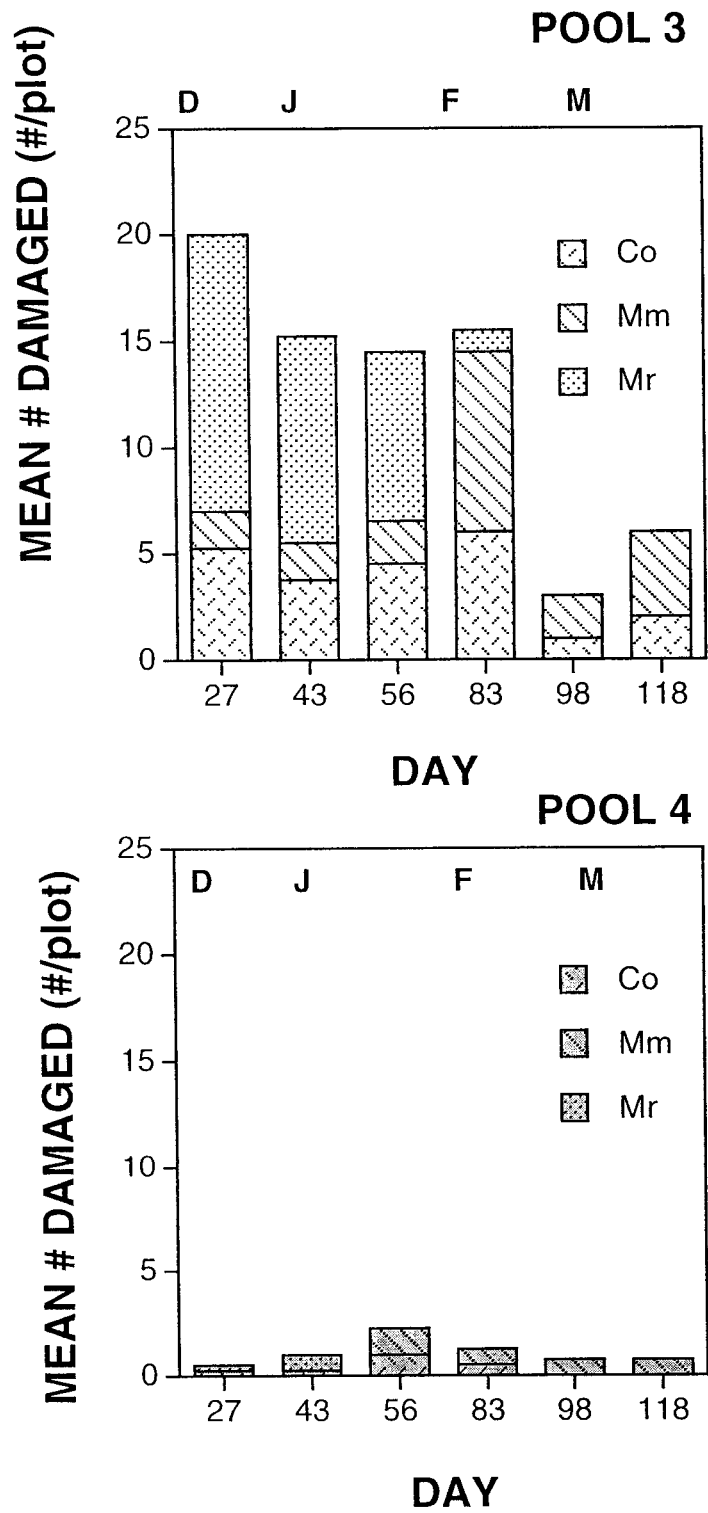 POOL 3
D J F M
MEAN # DAMAGED (#/plot)
25
20
15
10
5
0
Co
Mm
Mr
27 43 56 83 98 118
DAY
POOL 4
D J F M
MEAN # DAMAGED (#/plot)
25
20
15
10
5
0
Co
Mm
Mr
27 43 56 83 98 118
DAY